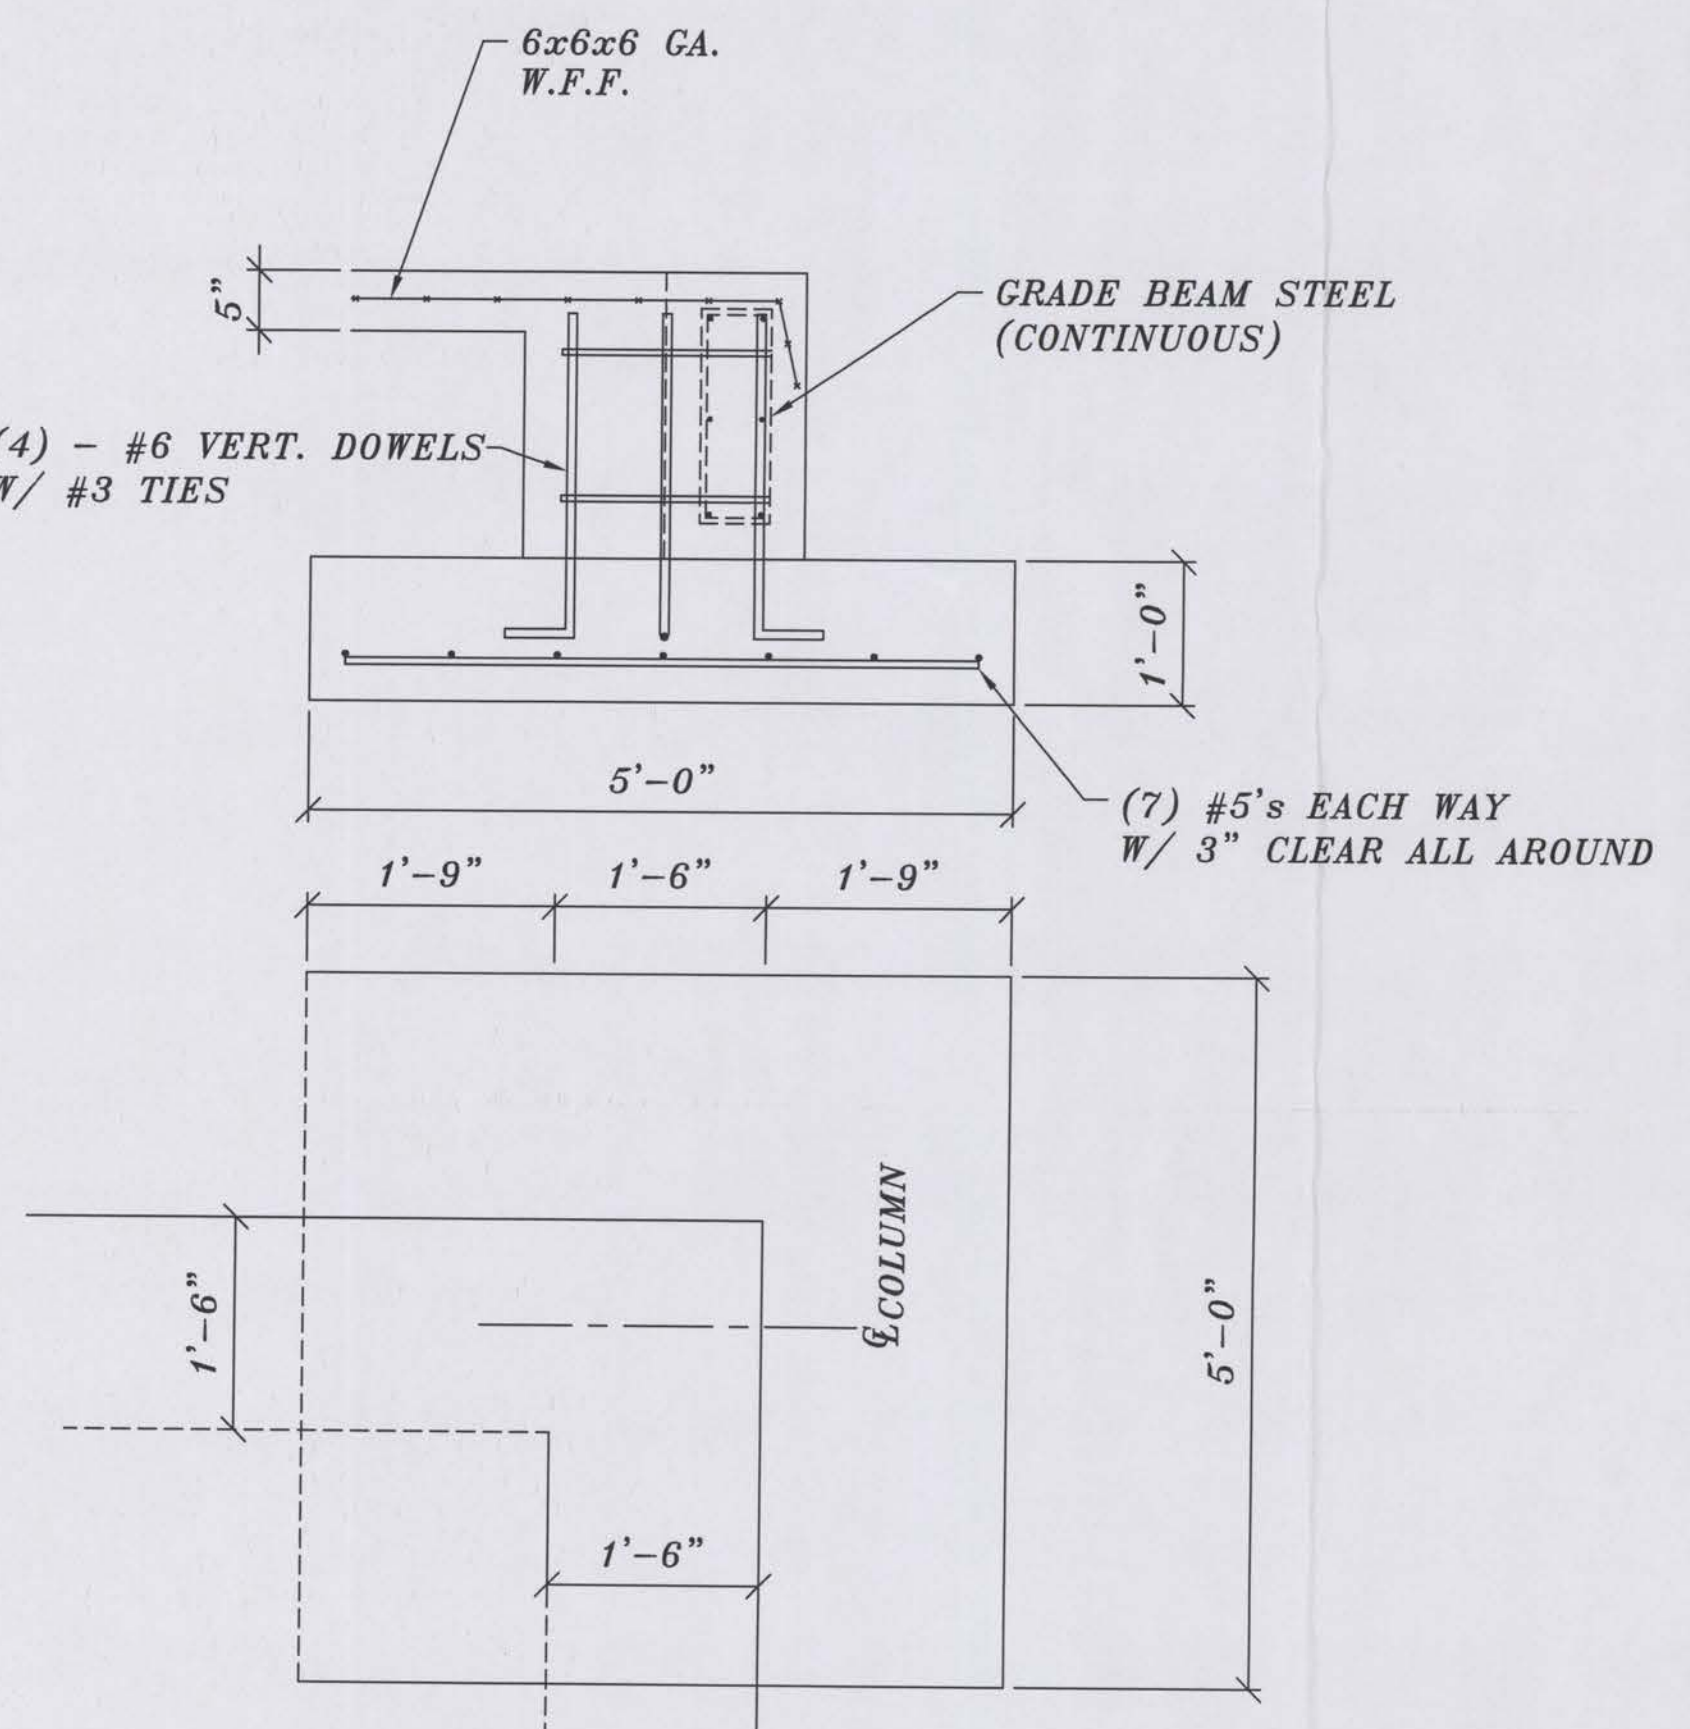 6x6x6 GA.
W.F.F.
5"
GRADE BEAM STEEL
(CONTINUOUS)
(4) - #6 VERT. DOWELS
W/ #3 TIES
1'-0"
5'-0"
(7) #5's EACH WAY
W/ 3" CLEAR ALL AROUND
1'-9"
1'-6"
1'-9"
℄ COLUMN
1'-6"
5'-0"
1'-6"